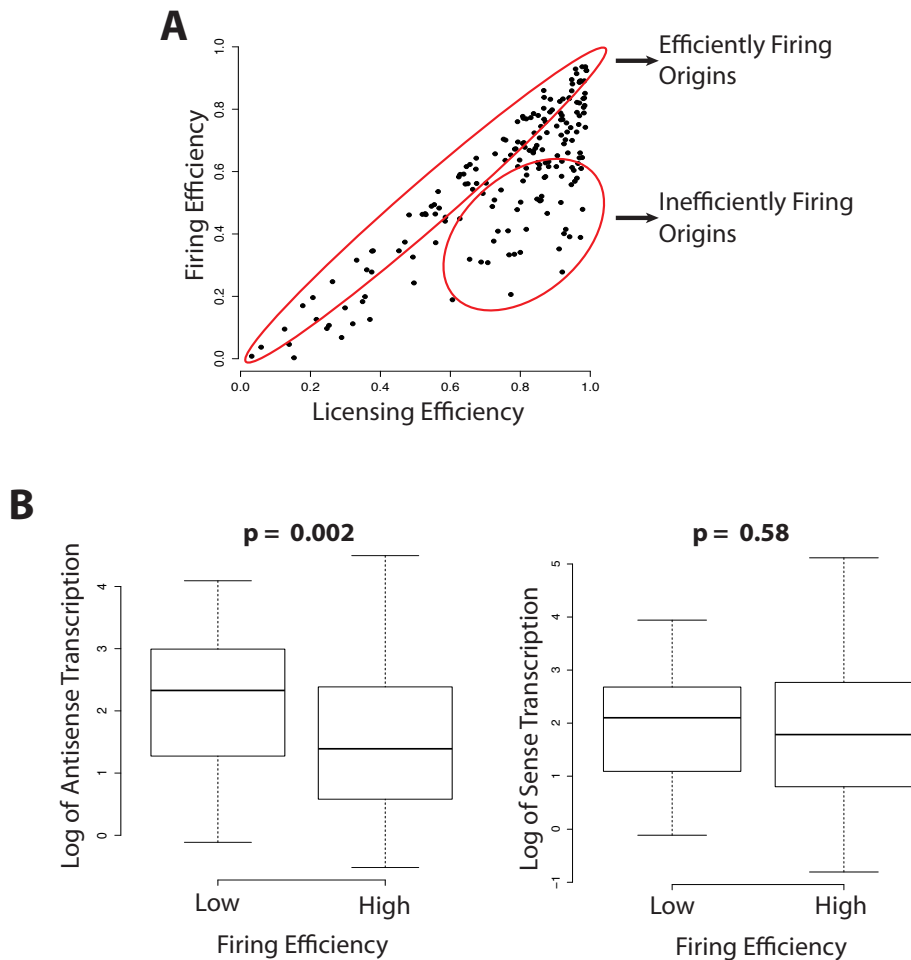 A
Efficiently Firing
Origins
Inefficiently Firing
Origins
Firing Efficiency
0.0 0.2 0.4 0.6 0.8 1.0
0.0 0.2 0.4 0.6 0.8 1.0
Licensing Efficiency
B
p = 0.002
Log of Antisense Transcription
0 1 2 3 4
Low High
Firing Efficiency
p = 0.58
Log of Sense Transcription
−1 0 1 2 3 4 5
Low High
Firing Efficiency